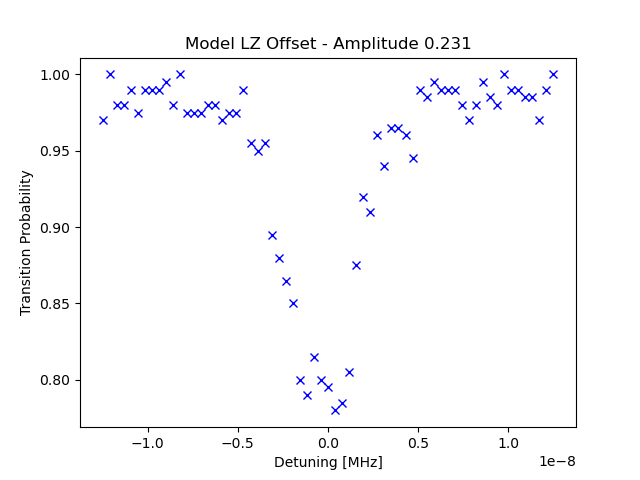 Model LZ Offset - Amplitude 0.231
1.00
0.95
0.90
0.85
0.80
Transition Probability
−1.0 −0.5 0.0 0.5 1.0
1e−8
Detuning [MHz]